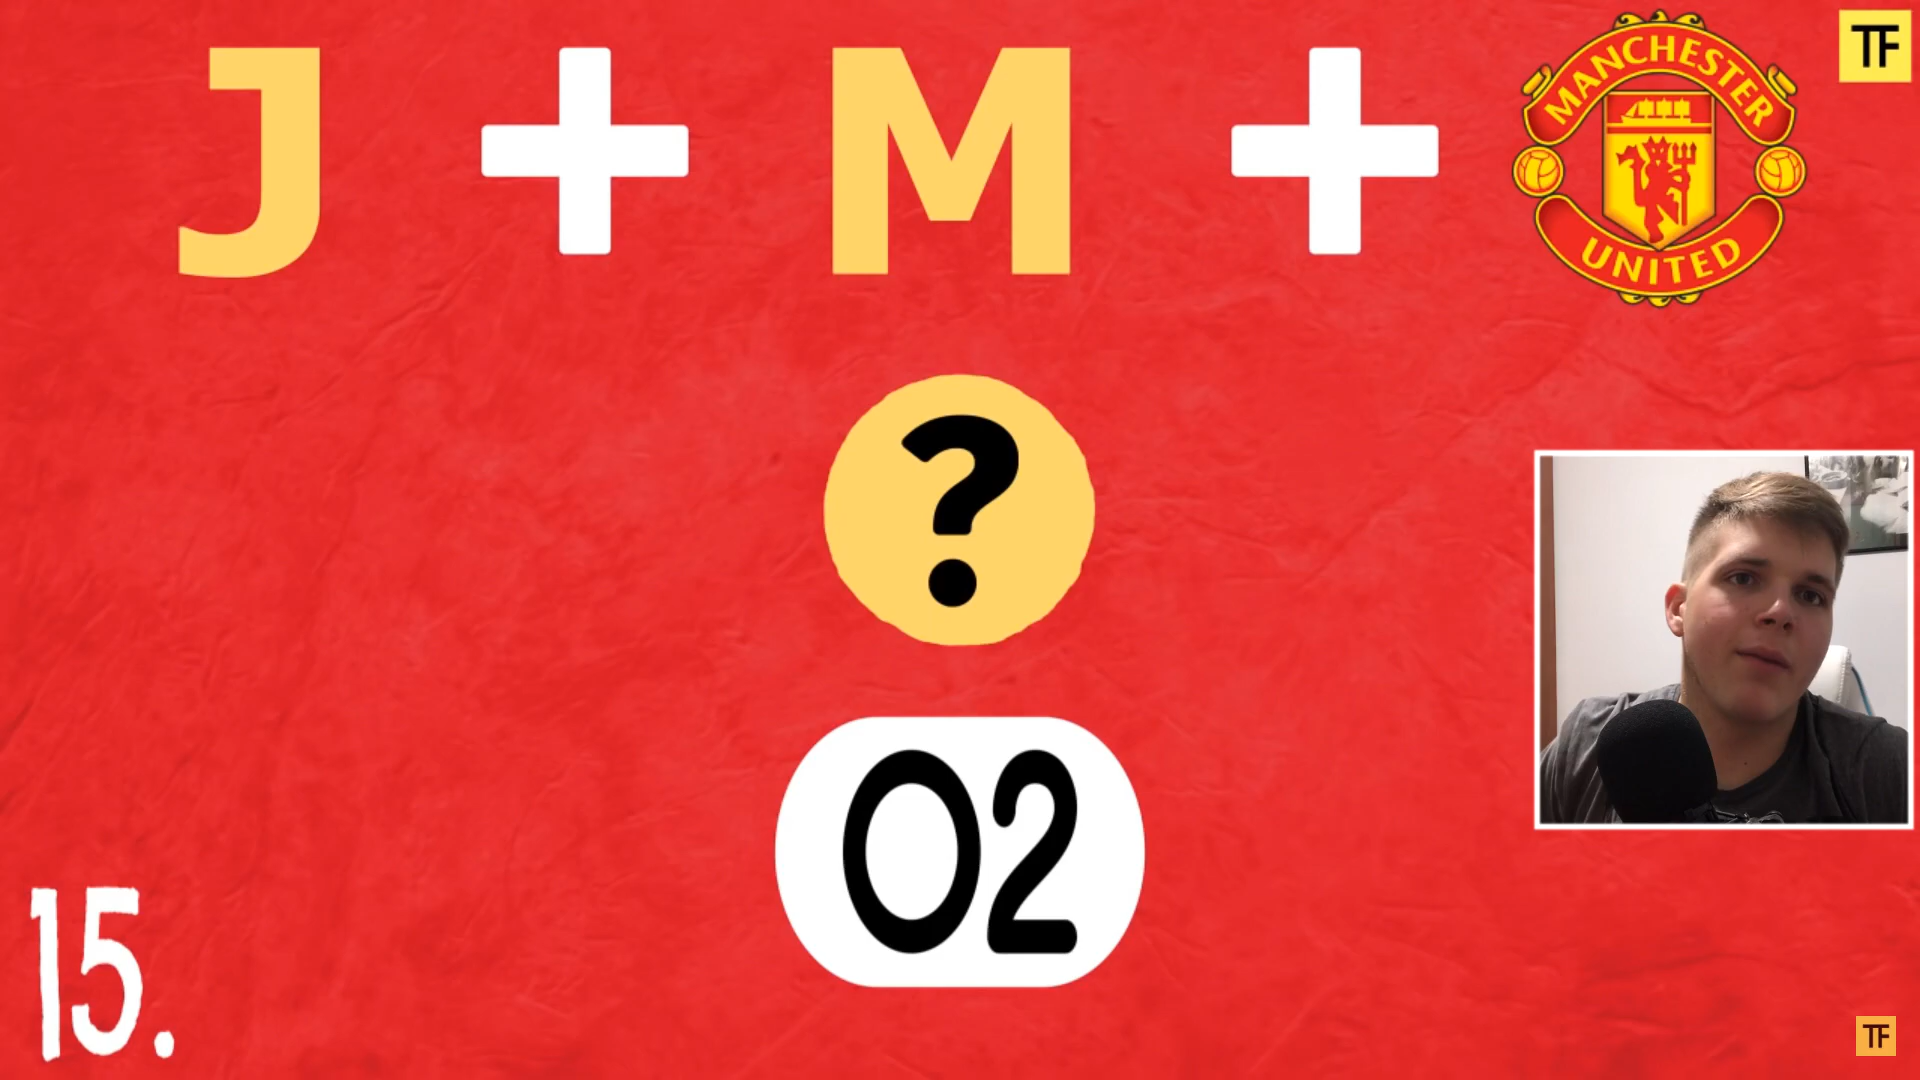 J + M +
MANCHESTER
UNITED
TF
?
02
15.
TF